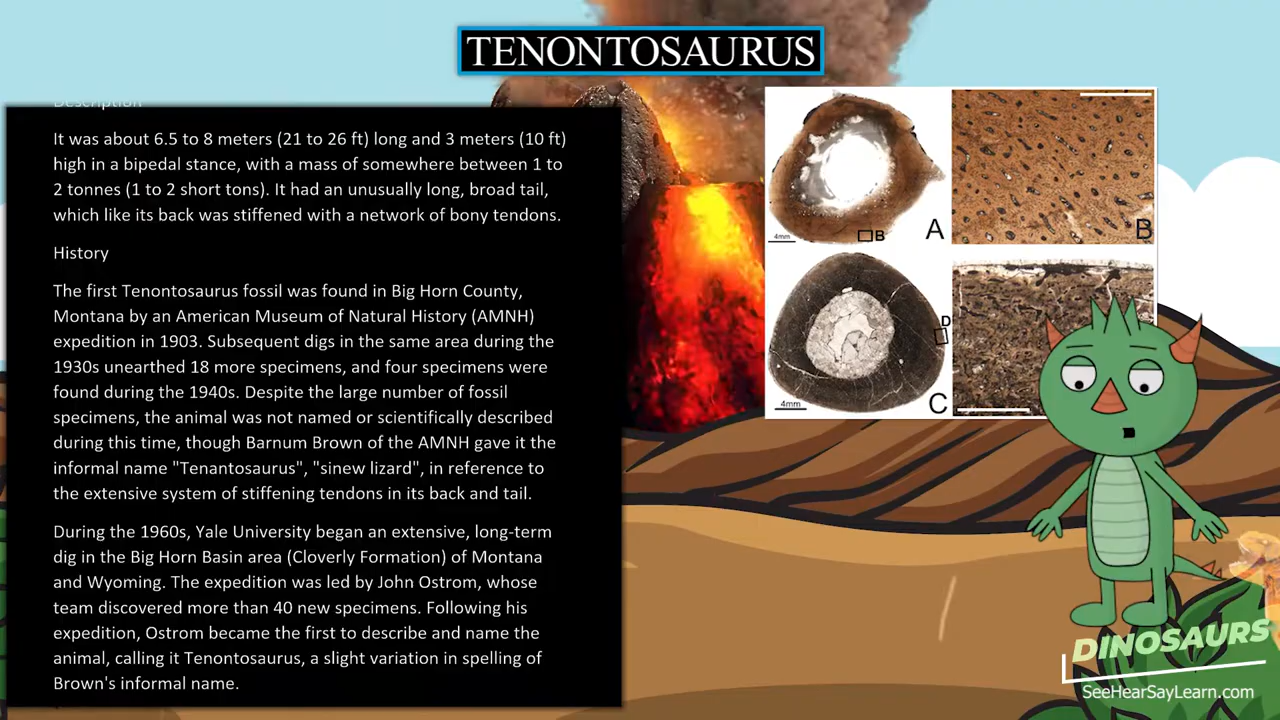 TENONTOSAURUS
Description
It was about 6.5 to 8 meters (21 to 26 ft) long and 3 meters (10 ft)
high in a bipedal stance, with a mass of somewhere between 1 to
2 tonnes (1 to 2 short tons). It had an unusually long, broad tail,
which like its back was stiffened with a network of bony tendons.
History
The first Tenontosaurus fossil was found in Big Horn County,
Montana by an American Museum of Natural History (AMNH)
expedition in 1903. Subsequent digs in the same area during the
1930s unearthed 18 more specimens, and four specimens were
found during the 1940s. Despite the large number of fossil
specimens, the animal was not named or scientifically described
during this time, though Barnum Brown of the AMNH gave it the
informal name "Tenantosaurus", "sinew lizard", in reference to
the extensive system of stiffening tendons in its back and tail.
During the 1960s, Yale University began an extensive, long-term
dig in the Big Horn Basin area (Cloverly Formation) of Montana
and Wyoming. The expedition was led by John Ostrom, whose
team discovered more than 40 new specimens. Following his
expedition, Ostrom became the first to describe and name the
animal, calling it Tenontosaurus, a slight variation in spelling of
Brown's informal name.
4mm
B
A
B
D
4mm
C
DINOSAURS
SeeHearSayLearn.com